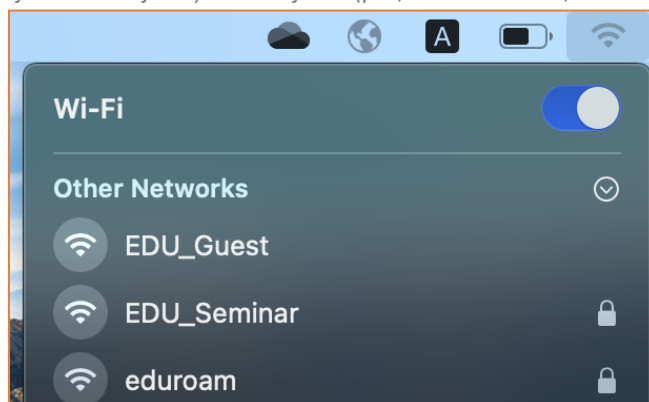 A
Wi-Fi
Other Networks
EDU_Guest
EDU_Seminar
eduroam